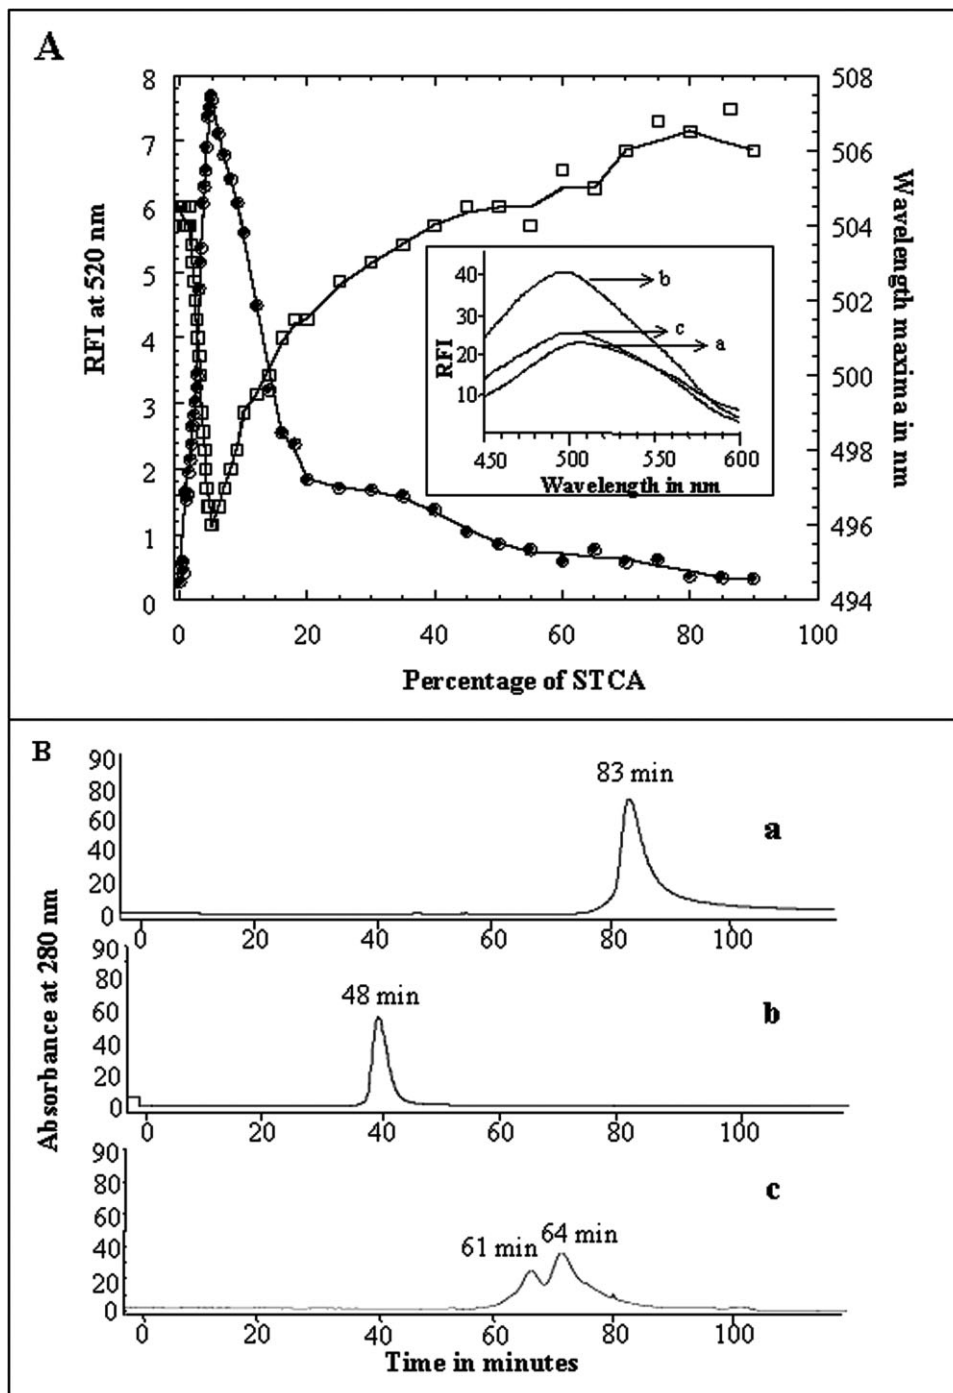 A
8
7
6
5
4
3
2
1
0
RFI at 520 nm
508
506
504
502
500
498
496
494
Wavelength maxima in nm
40
30
20
10
RFI
b
c
a
450 500 550 600
Wavelength in nm
0 20 40 60 80 100
Percentage of STCA
B
Absorbance at 280 nm
90
80
60
40
20
0
83 min
a
0 20 40 60 80 100
90
80
60
40
20
0
48 min
b
0 20 40 60 80 100
90
80
60
40
20
0
61 min 64 min
c
0 20 40 60 80 100
Time in minutes